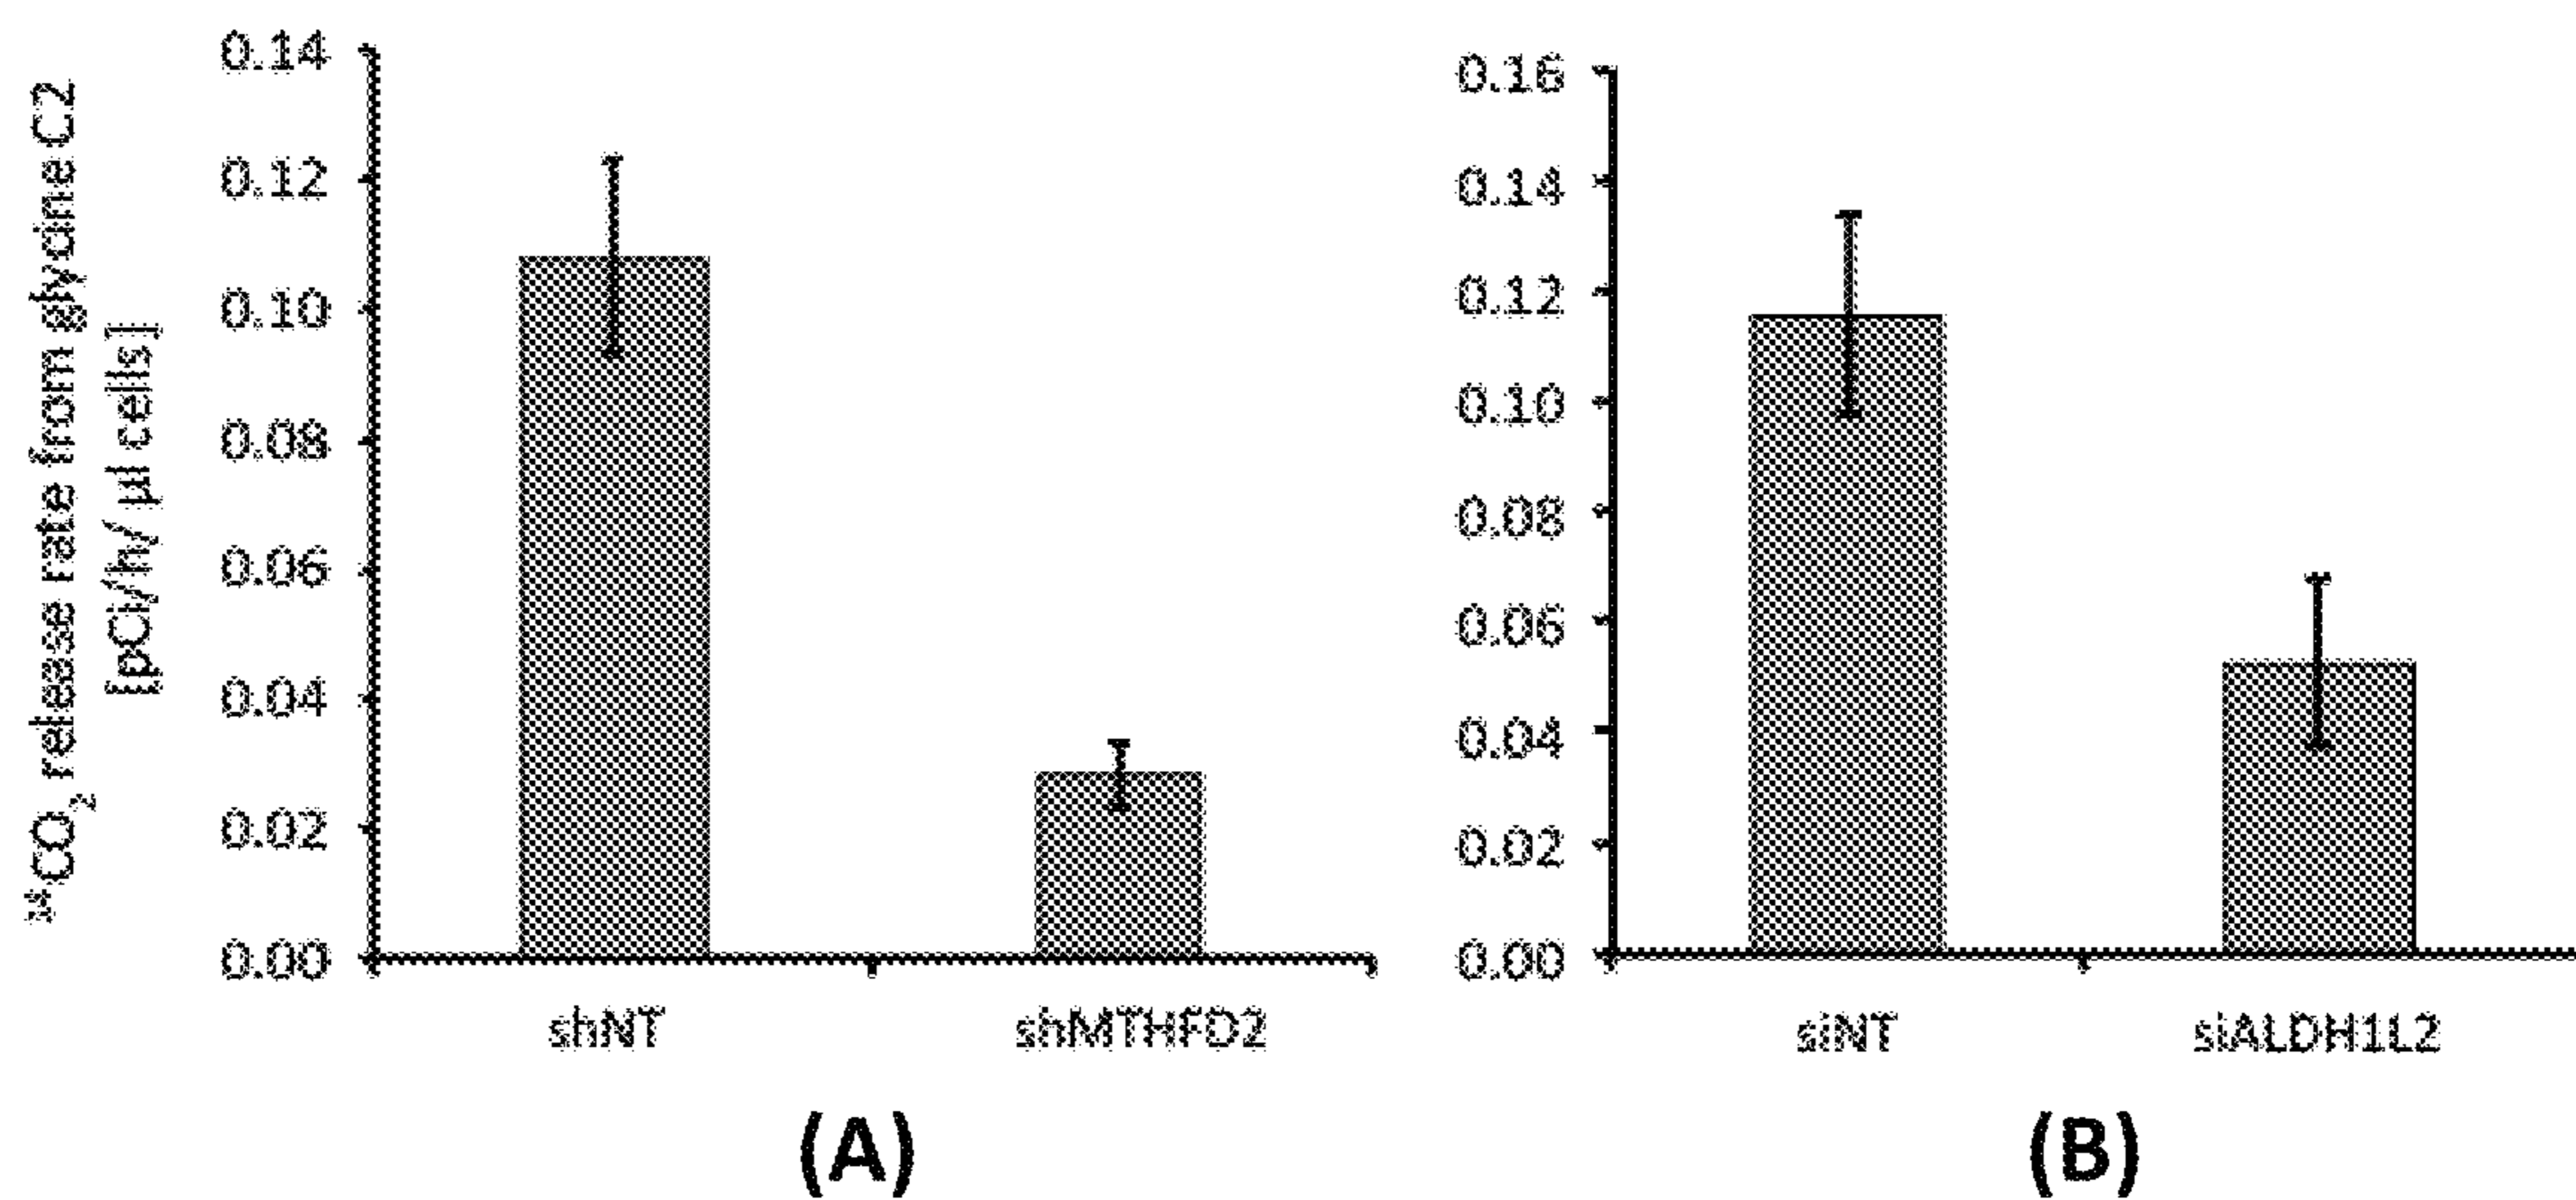 ¹⁴CO₂ release rate from glycine C2
[pCi/h/ µl cells]
0.14
0.12
0.10
0.08
0.06
0.04
0.02
0.00
shNT shMTHFD2
(A)
0.16
0.14
0.12
0.10
0.08
0.06
0.04
0.02
0.00
siNT siALDH1L2
(B)